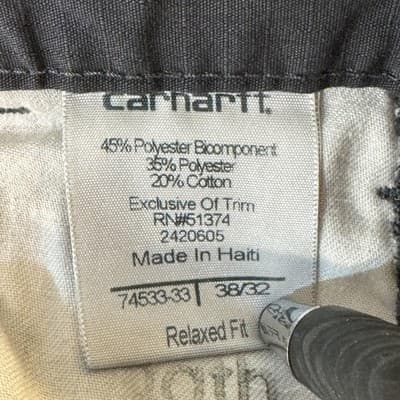 carhartt.
45% Polyester Bicomponent
35% Polyester
20% Cotton
Exclusive Of Trim
RN#51374
2420605
Made In Haiti
74533-33 | 38/32
Relaxed Fit